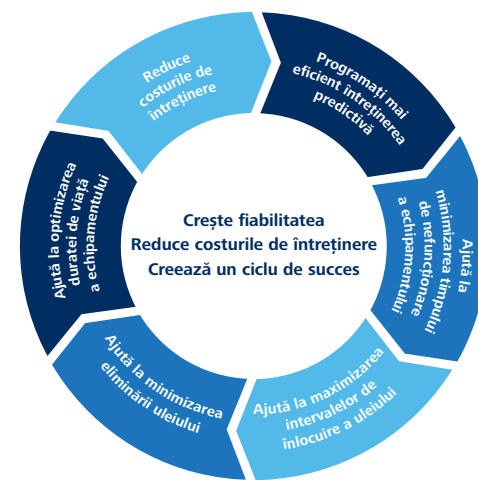 Reduce
costurile de
întreținere
Programați mai
eficient întreținerea
predictivă
Ajută la
minimizarea timpului
de nefuncționare
a echipamentului
Ajută la maximizarea
intervalelor de
înlocuire a uleiului
Ajută la minimizarea
eliminării uleiului
Ajută la optimizarea
duratei de viață
a echipamentului
Crește fiabilitatea
Reduce costurile de întreținere
Creează un ciclu de succes